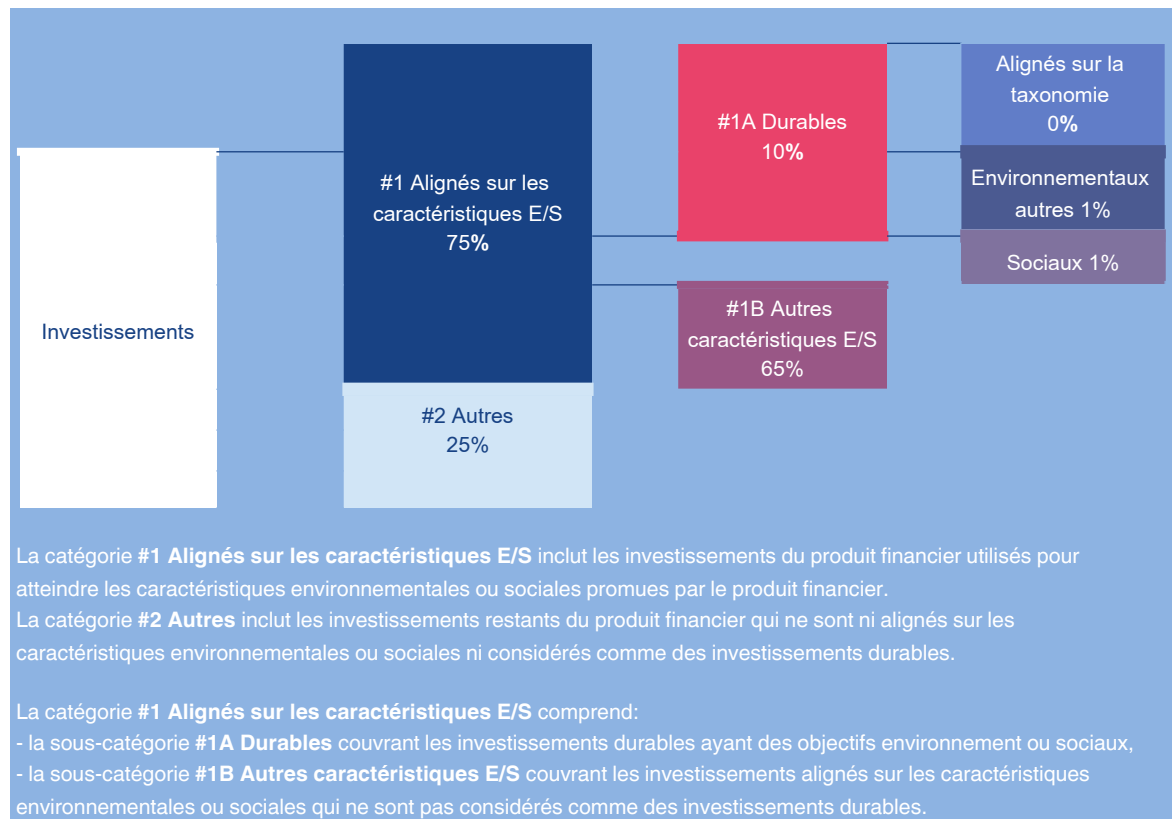 Investissements
#1 Alignés sur les
caractéristiques E/S
75%
#2 Autres
25%
#1A Durables
10%
#1B Autres
caractéristiques E/S
65%
Alignés sur la
taxonomie
0%
Environnementaux
autres 1%
Sociaux 1%
La catégorie #1 Alignés sur les caractéristiques E/S inclut les investissements du produit financier utilisés pour
atteindre les caractéristiques environnementales ou sociales promues par le produit financier.
La catégorie #2 Autres inclut les investissements restants du produit financier qui ne sont ni alignés sur les
caractéristiques environnementales ou sociales ni considérés comme des investissements durables.
La catégorie #1 Alignés sur les caractéristiques E/S comprend:
- la sous-catégorie #1A Durables couvrant les investissements durables ayant des objectifs environnement ou sociaux,
- la sous-catégorie #1B Autres caractéristiques E/S couvrant les investissements alignés sur les caractéristiques
environnementales ou sociales qui ne sont pas considérés comme des investissements durables.